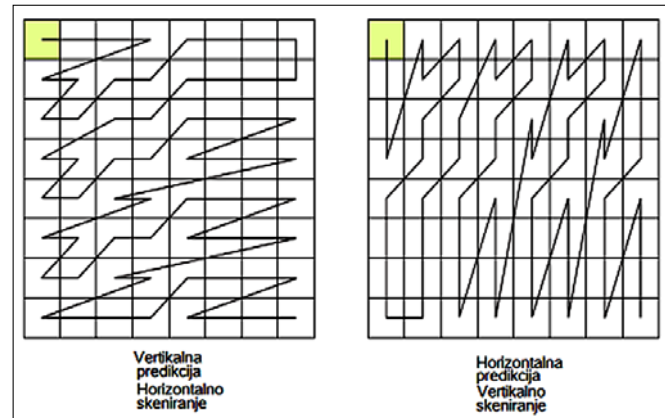 Vertikalna
predikcija
Horizontalno
skeniranje
Horizontalna
predikcija
Vertikalno
skeniranje